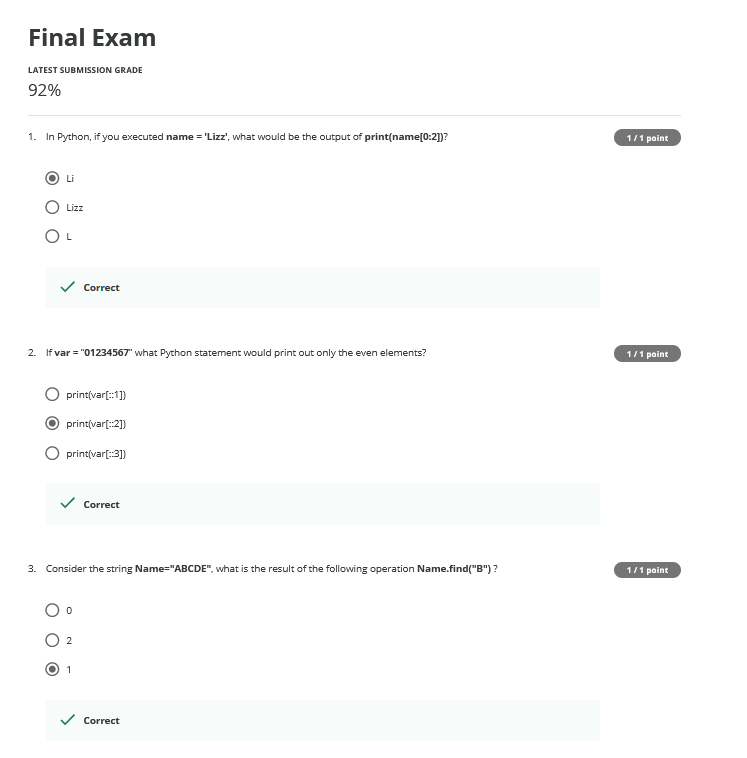 Final Exam
LATEST SUBMISSION GRADE
92%
1. In Python, if you executed name = 'Lizz', what would be the output of print(name[0:2])?
1 / 1 point
Li
Lizz
L
Correct
2. If var = "01234567" what Python statement would print out only the even elements?
1 / 1 point
print(var[::1])
print(var[::2])
print(var[::3])
Correct
3. Consider the string Name="ABCDE", what is the result of the following operation Name.find("B") ?
1 / 1 point
0
2
1
Correct